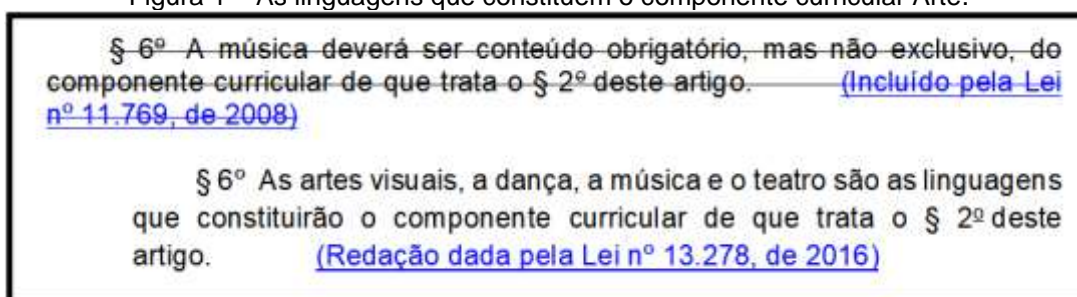 Figura 1 – As linguagens que constituem o componente curricular Arte.
§ 6º A música deverá ser conteúdo obrigatório, mas não exclusivo, do
componente curricular de que trata o § 2º deste artigo. (Incluído pela Lei
nº 11.769, de 2008)
§ 6º As artes visuais, a dança, a música e o teatro são as linguagens
que constituirão o componente curricular de que trata o § 2º deste
artigo. (Redação dada pela Lei nº 13.278, de 2016)